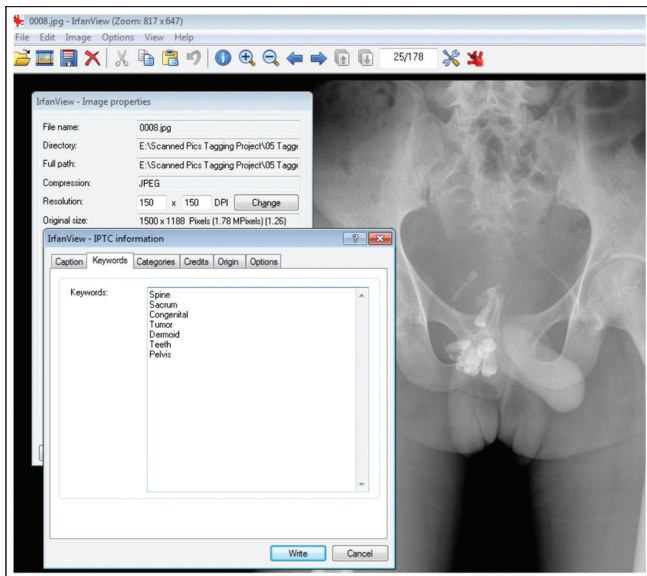 0008.jpg - IrfanView (Zoom: 817 x 647)
File Edit Image Options View Help
25/178
IrfanView - Image properties
File name: 0008.jpg
Directory: E:\Scanned Pics Tagging Project\05 Tagge
Full path: E:\Scanned Pics Tagging Project\05 Tagge
Compression: JPEG
Resolution: 150 x 150 DPI Change
Original size: 1500 x 1188 Pixels (1.78 MPixels) (1.26)
IrfanView - IPTC information
Caption Keywords Categories Credits Origin Options
Keywords: Spine
Sacrum
Congenital
Tumor
Dermoid
Teeth
Pelvis
Write Cancel